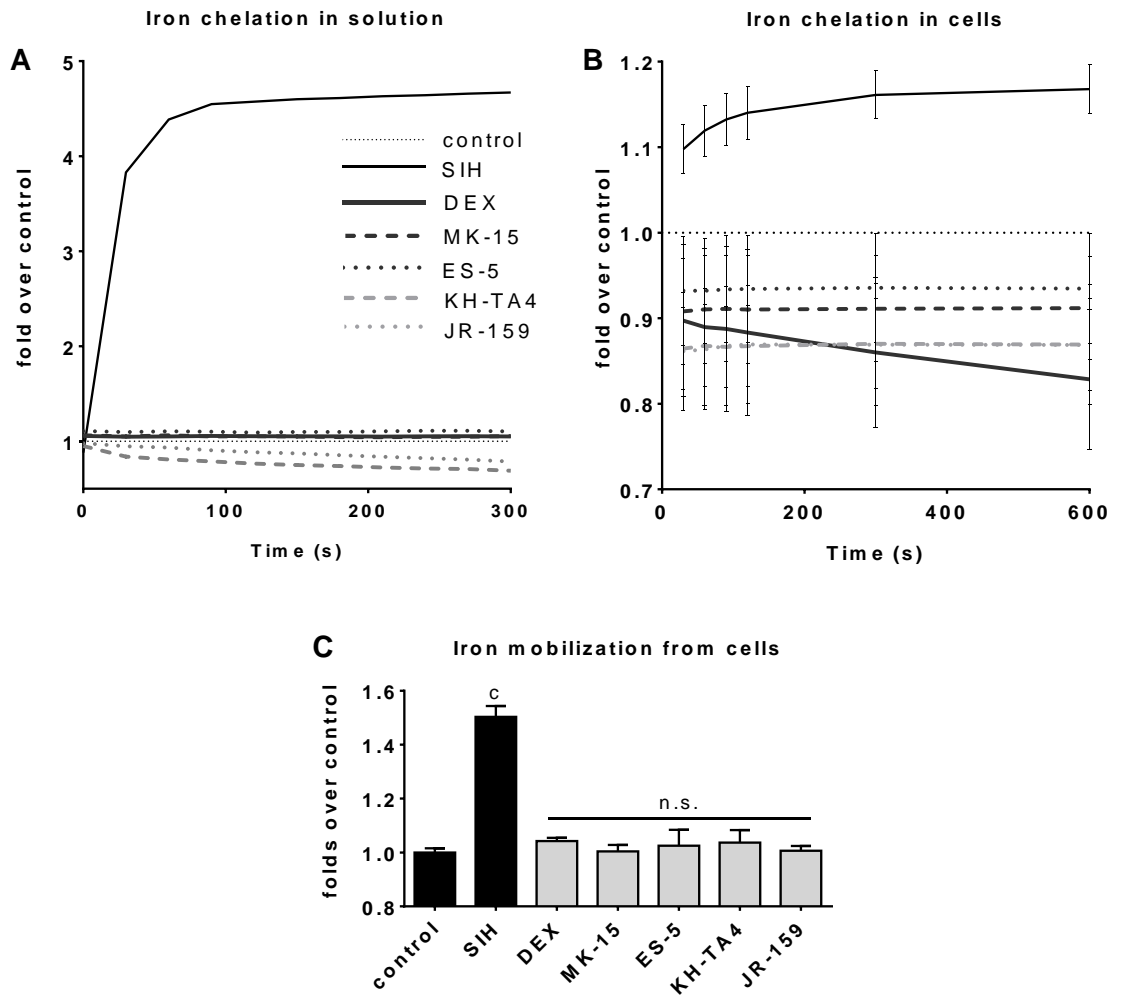 Iron chelation in solution
A
fold over control
5
4
3
2
1
0
100
200
300
Time (s)
control
SIH
DEX
MK-15
ES-5
KH-TA4
JR-159
Iron chelation in cells
B
fold over control
1.2
1.1
1.0
0.9
0.8
0.7
0
200
400
600
Time (s)
C
Iron mobilization from cells
folds over control
1.6
1.4
1.2
1.0
0.8
c
n.s.
control
SIH
DEX
MK-15
ES-5
KH-TA4
JR-159